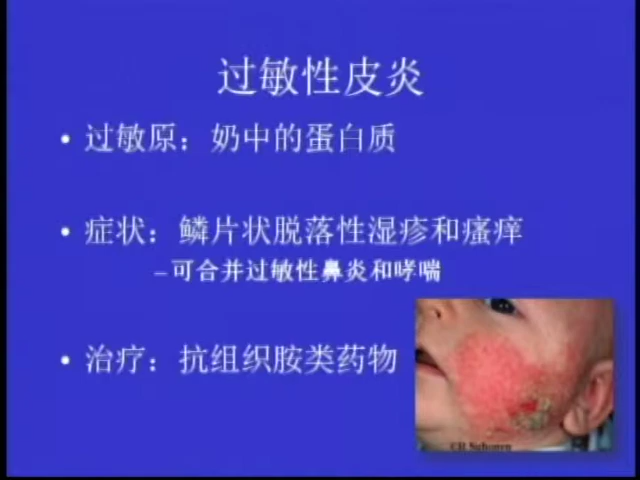 过敏性皮炎
• 过敏原：奶中的蛋白质
• 症状：鳞片状脱落性湿疹和瘙痒
–可合并过敏性鼻炎和哮喘
• 治疗：抗组织胺类药物